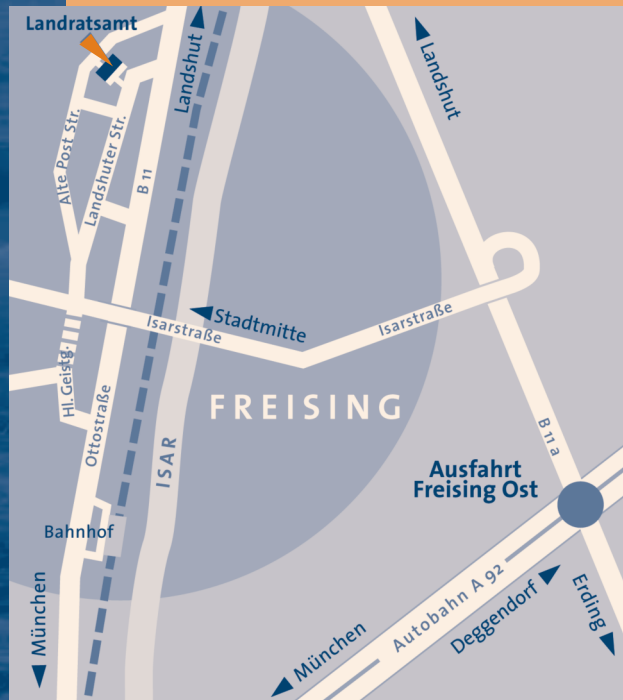 Landratsamt
Landshut
Landshut
Alte Post Str.
Landshuter Str.
B 11
Stadtmitte
Isarstraße
Isarstraße
Hl. Geistg.
FREISING
Ottostraße
ISAR
B 11 a
Ausfahrt
Freising Ost
Bahnhof
München
Autobahn A 92
Deggendorf
Erding
München